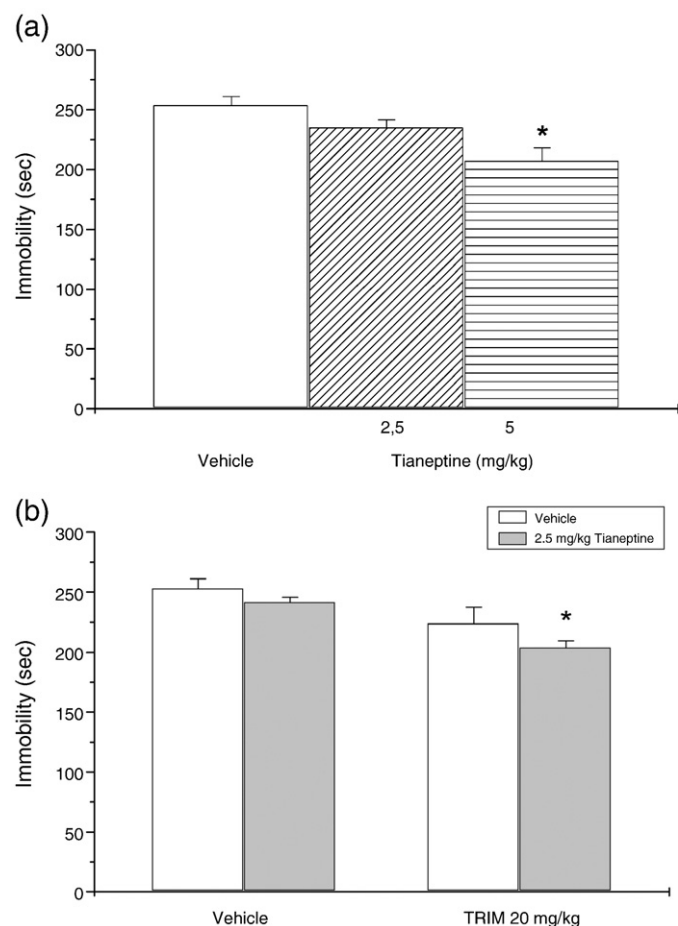 (a)
300
250
200
150
100
50
0
Immobility (sec)
*
2,5 5
Vehicle Tianeptine (mg/kg)
(b)
300
250
200
150
100
50
0
Immobility (sec)
Vehicle
2.5 mg/kg Tianeptine
*
Vehicle TRIM 20 mg/kg